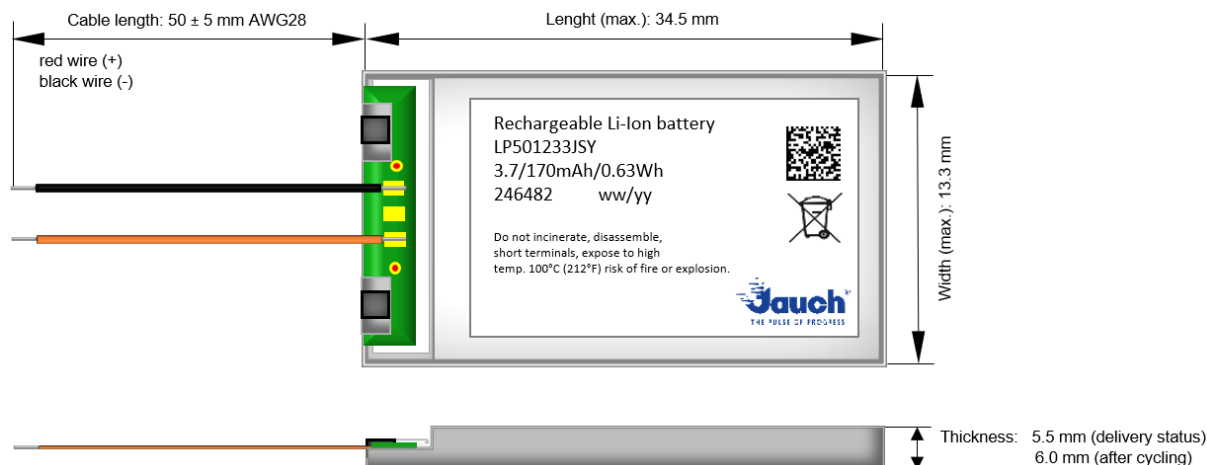 Cable length: 50 ± 5 mm AWG28
Lenght (max.): 34.5 mm
red wire (+)
black wire (-)
Rechargeable Li-Ion battery
LP501233JSY
3.7/170mAh/0.63Wh
246482 ww/yy
Do not incinerate, disassemble,
short terminals, expose to high
temp. 100°C (212°F) risk of fire or explosion.
Jauch
THE PULSE OF PROGRESS
Width (max.): 13.3 mm
Thickness: 5.5 mm (delivery status)
6.0 mm (after cycling)